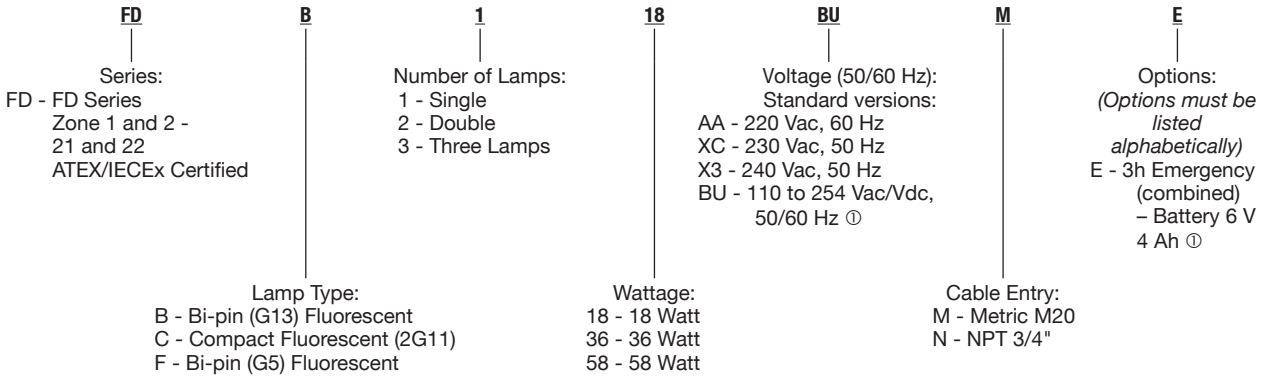 FD B 1 18 BU M E
Series:
FD - FD Series
Zone 1 and 2 -
21 and 22
ATEX/IECEx Certified
Number of Lamps:
1 - Single
2 - Double
3 - Three Lamps
Voltage (50/60 Hz):
Standard versions:
AA - 220 Vac, 60 Hz
XC - 230 Vac, 50 Hz
X3 - 240 Vac, 50 Hz
BU - 110 to 254 Vac/Vdc,
50/60 Hz ①
Options:
(Options must be
listed
alphabetically)
E - 3h Emergency
(combined)
– Battery 6 V
4 Ah ①
Lamp Type:
B - Bi-pin (G13) Fluorescent
C - Compact Fluorescent (2G11)
F - Bi-pin (G5) Fluorescent
Wattage:
18 - 18 Watt
36 - 36 Watt
58 - 58 Watt
Cable Entry:
M - Metric M20
N - NPT 3/4"